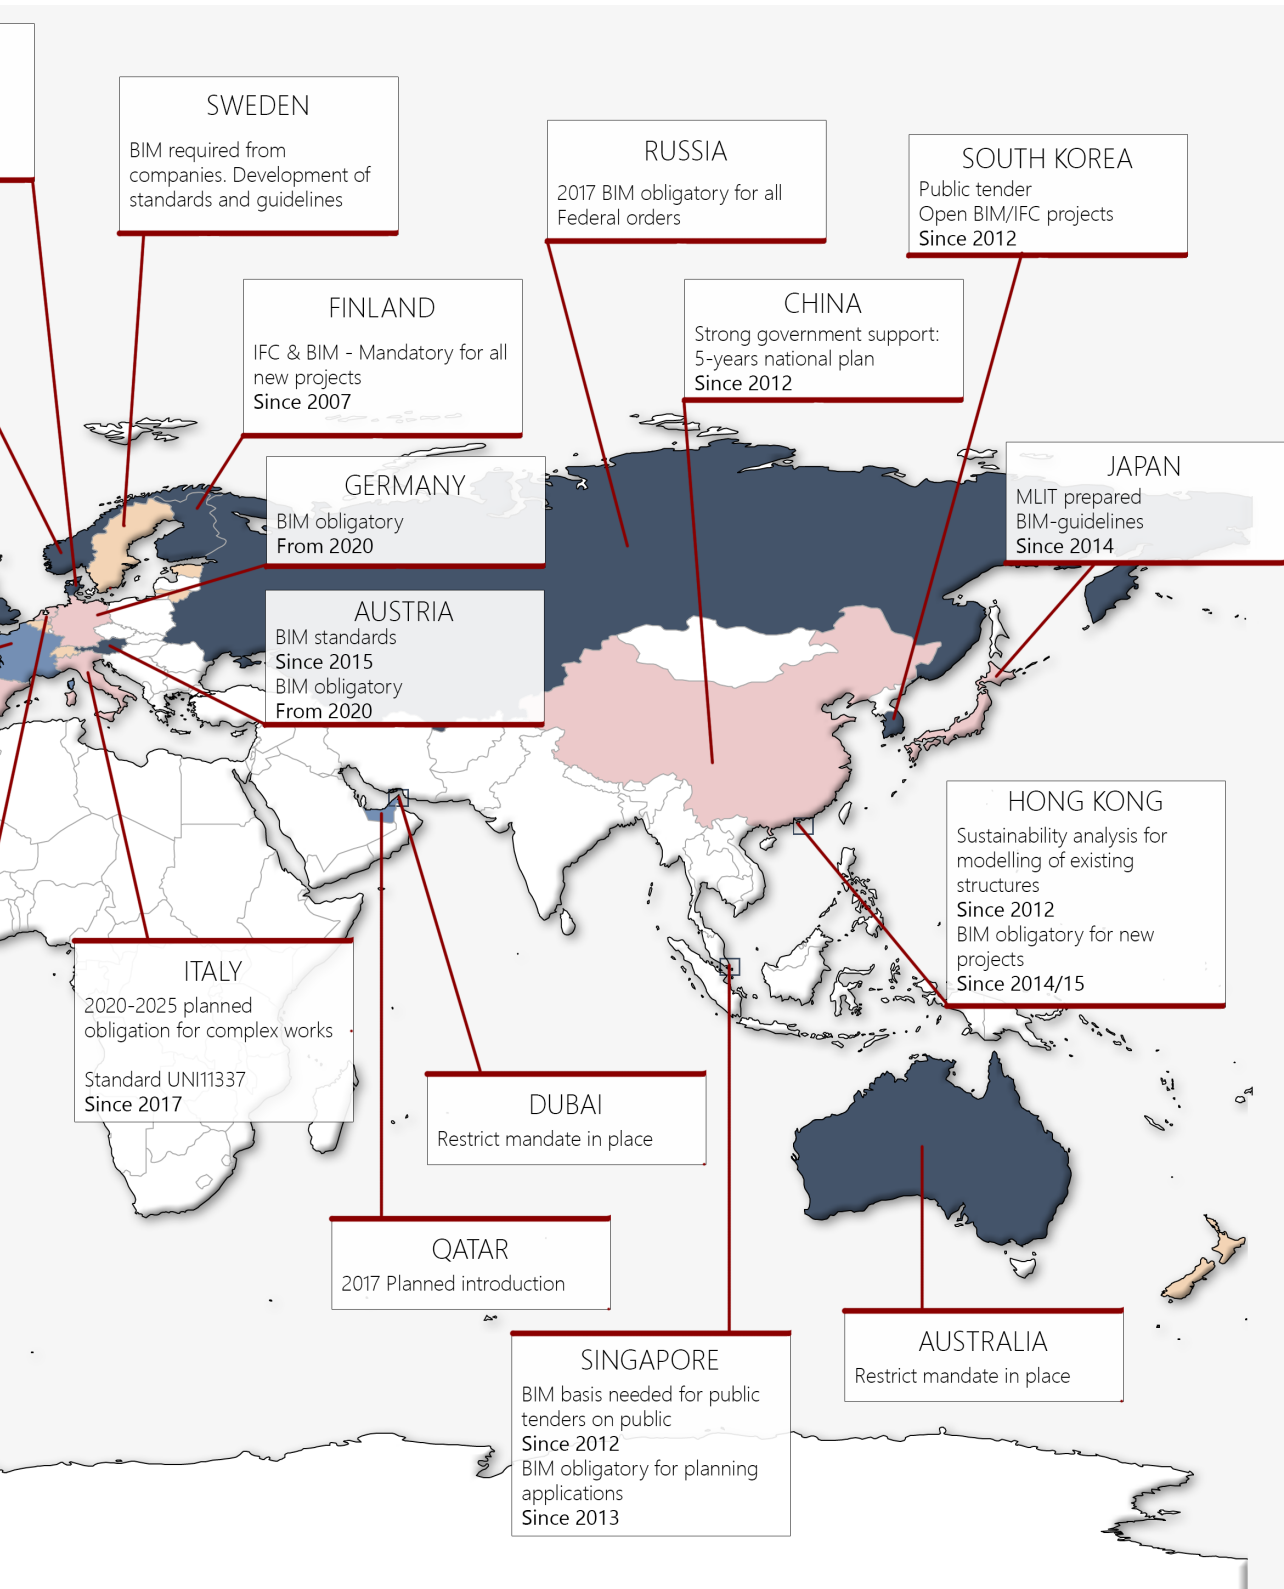 SWEDEN
BIM required from
companies. Development of
standards and guidelines
RUSSIA
2017 BIM obligatory for all
Federal orders
SOUTH KOREA
Public tender
Open BIM/IFC projects
Since 2012
FINLAND
IFC & BIM - Mandatory for all
new projects
Since 2007
CHINA
Strong government support:
5-years national plan
Since 2012
GERMANY
BIM obligatory
From 2020
JAPAN
MLIT prepared
BIM-guidelines
Since 2014
AUSTRIA
BIM standards
Since 2015
BIM obligatory
From 2020
HONG KONG
Sustainability analysis for
modelling of existing
structures
Since 2012
BIM obligatory for new
projects
Since 2014/15
ITALY
2020-2025 planned
obligation for complex works
Standard UNI11337
Since 2017
DUBAI
Restrict mandate in place
QATAR
2017 Planned introduction
SINGAPORE
BIM basis needed for public
tenders on public
Since 2012
BIM obligatory for planning
applications
Since 2013
AUSTRALIA
Restrict mandate in place